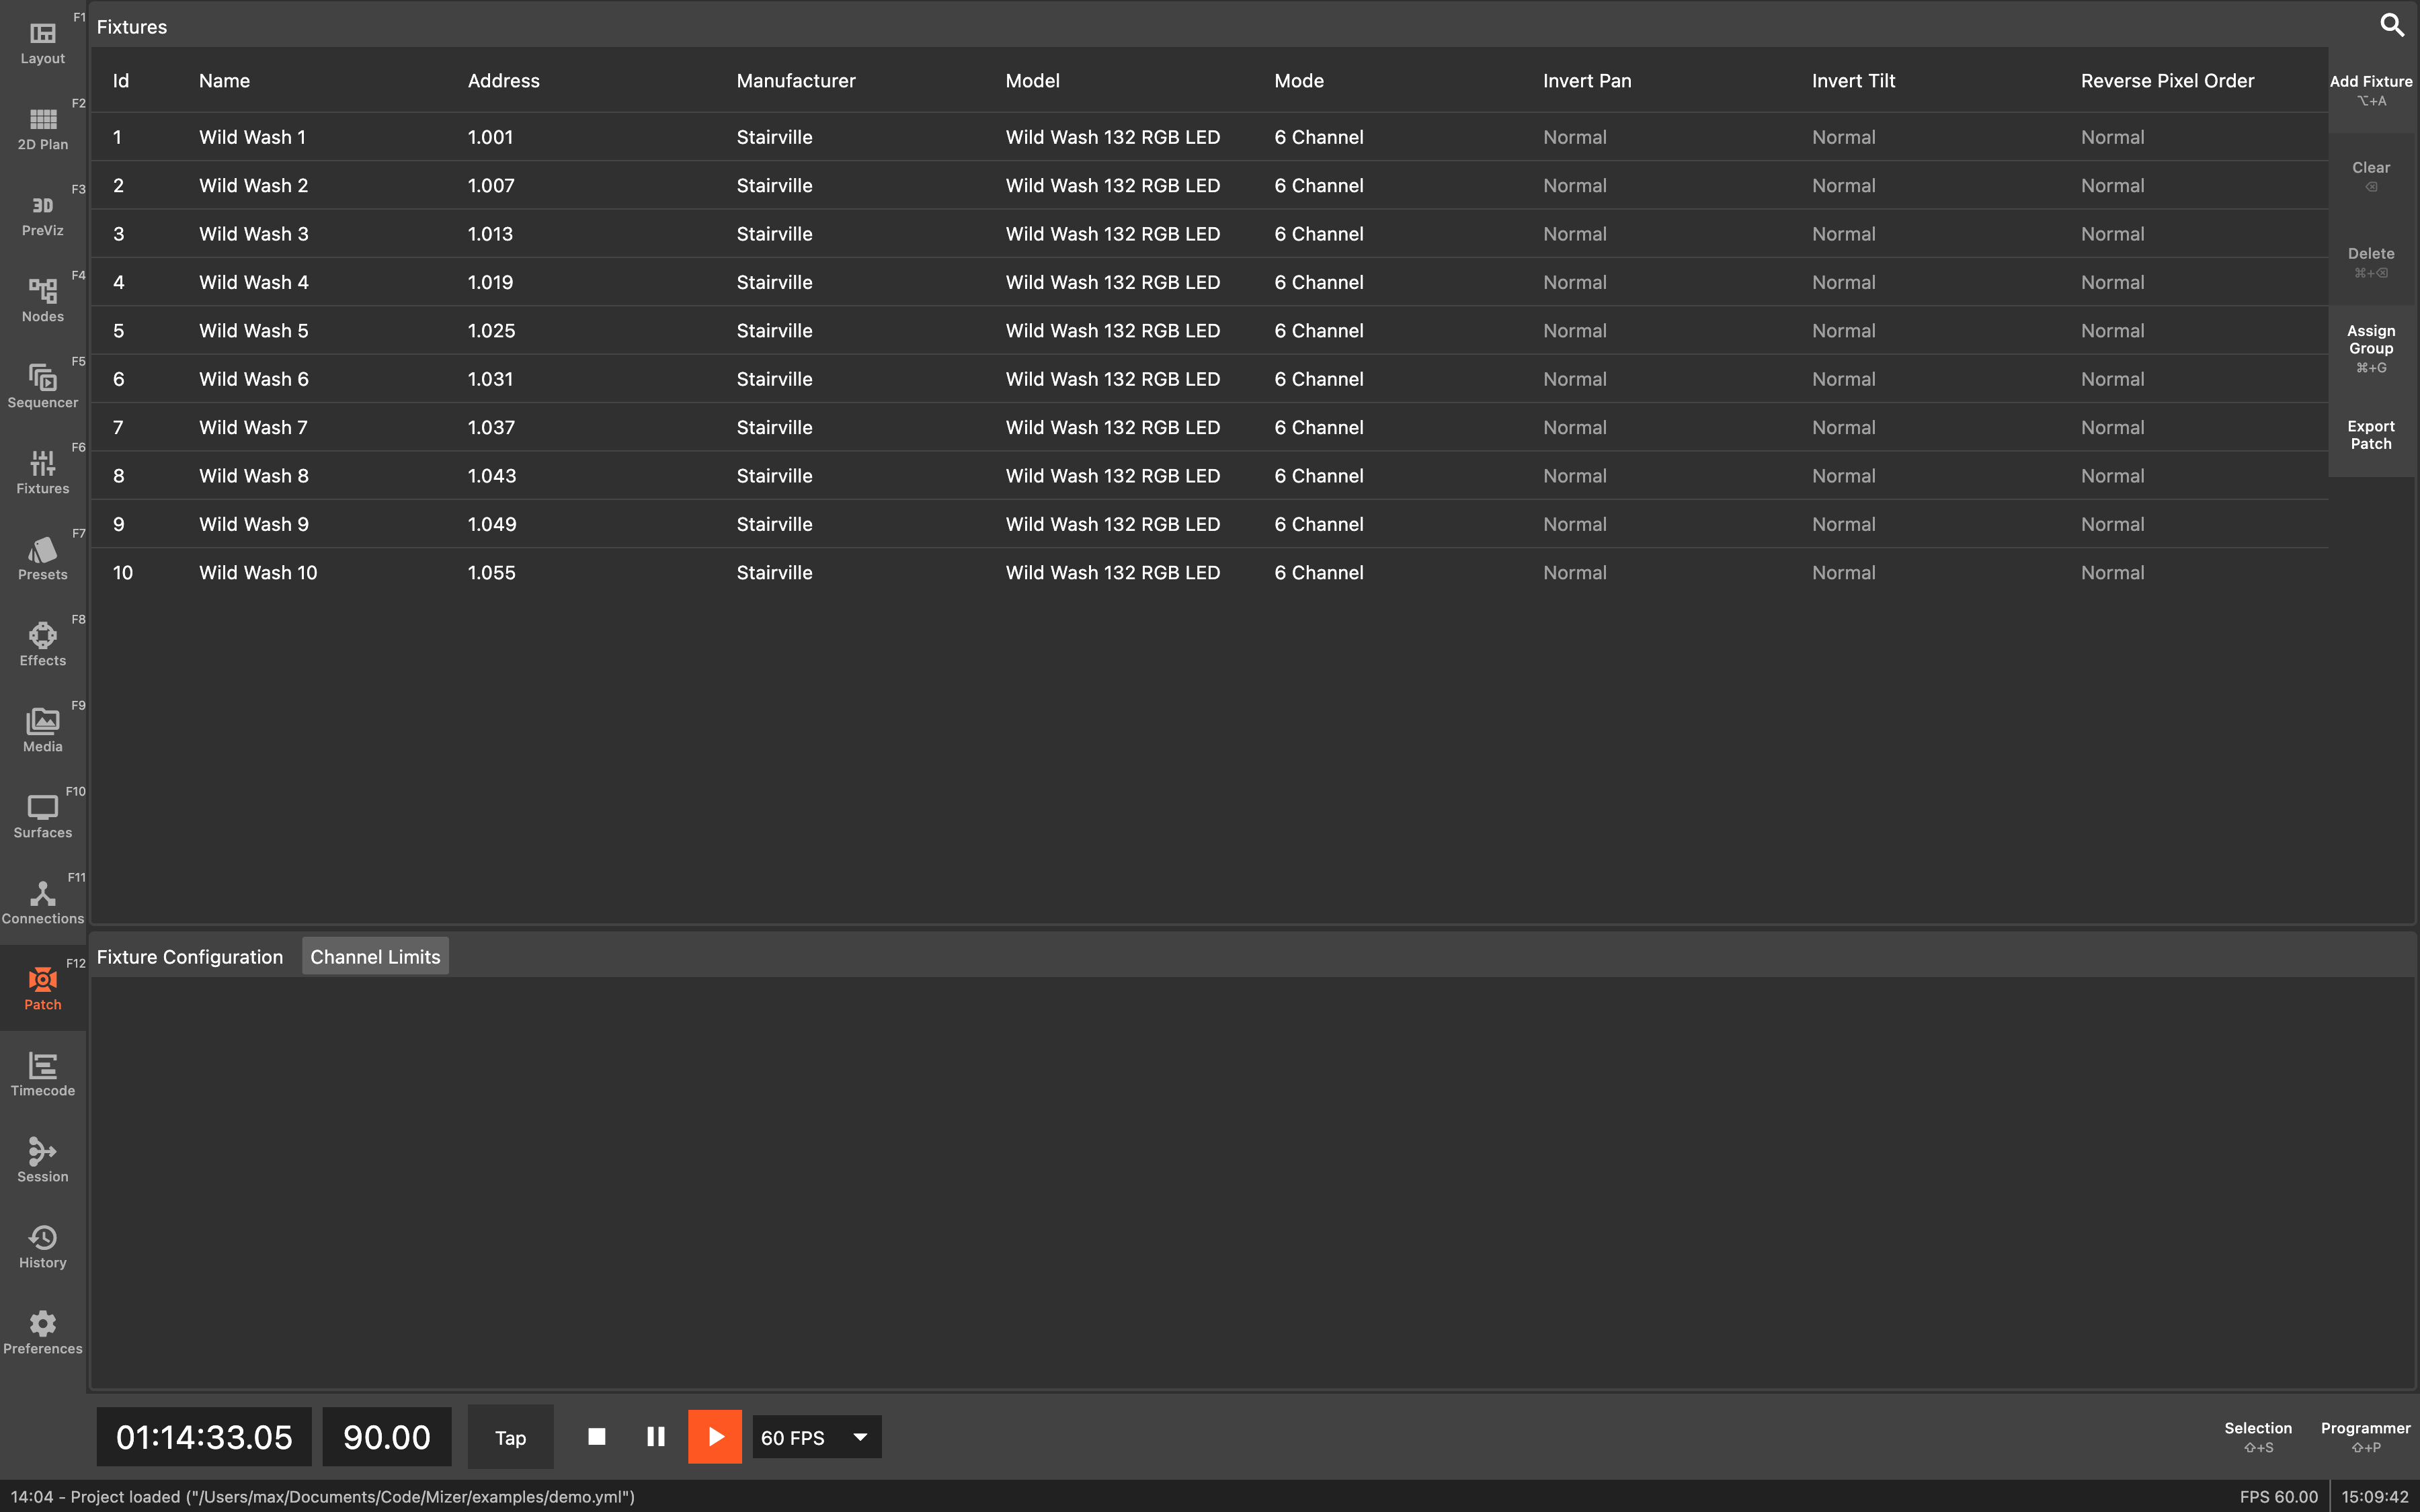 F1
Layout
F2
2D Plan
F3
3D
PreViz
F4
Nodes
F5
Sequencer
F6
Fixtures
F7
Presets
F8
Effects
F9
Media
F10
Surfaces
F11
Connections
F12
Patch
Timecode
Session
History
Preferences
Fixtures
Id Name Address Manufacturer Model Mode Invert Pan Invert Tilt Reverse Pixel Order
1 Wild Wash 1 1.001 Stairville Wild Wash 132 RGB LED 6 Channel Normal Normal Normal
2 Wild Wash 2 1.007 Stairville Wild Wash 132 RGB LED 6 Channel Normal Normal Normal
3 Wild Wash 3 1.013 Stairville Wild Wash 132 RGB LED 6 Channel Normal Normal Normal
4 Wild Wash 4 1.019 Stairville Wild Wash 132 RGB LED 6 Channel Normal Normal Normal
5 Wild Wash 5 1.025 Stairville Wild Wash 132 RGB LED 6 Channel Normal Normal Normal
6 Wild Wash 6 1.031 Stairville Wild Wash 132 RGB LED 6 Channel Normal Normal Normal
7 Wild Wash 7 1.037 Stairville Wild Wash 132 RGB LED 6 Channel Normal Normal Normal
8 Wild Wash 8 1.043 Stairville Wild Wash 132 RGB LED 6 Channel Normal Normal Normal
9 Wild Wash 9 1.049 Stairville Wild Wash 132 RGB LED 6 Channel Normal Normal Normal
10 Wild Wash 10 1.055 Stairville Wild Wash 132 RGB LED 6 Channel Normal Normal Normal
Add Fixture
⌥+A
Clear
⌫
Delete
⌘+⌫
Assign
Group
⌘+G
Export
Patch
Fixture Configuration Channel Limits
01:14:33.05 90.00 Tap 60 FPS
Selection
⇧+S
Programmer
⇧+P
14:04 - Project loaded ("/Users/max/Documents/Code/Mizer/examples/demo.yml")
FPS 60.00 15:09:42